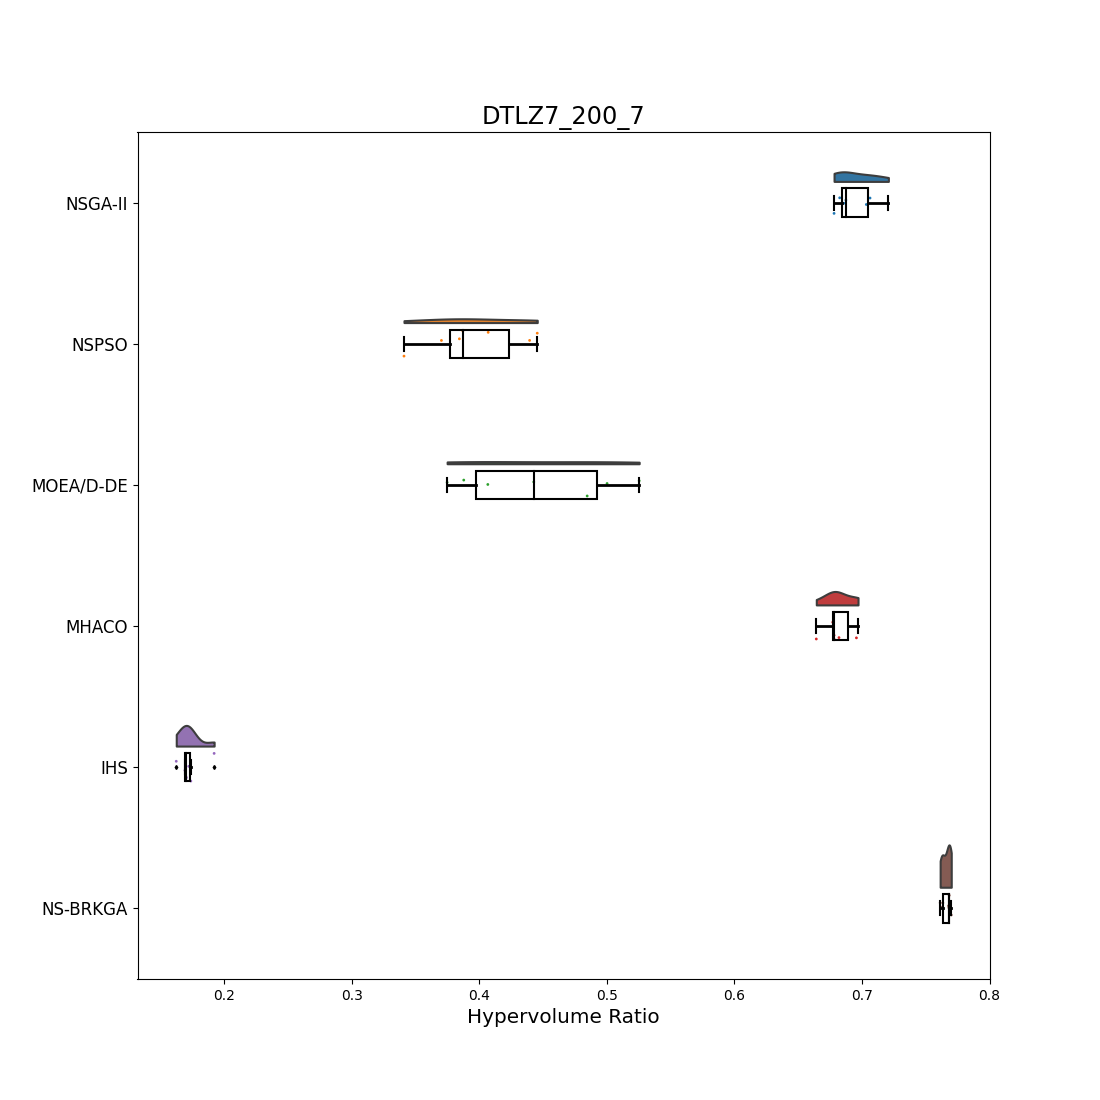 DTLZ7_200_7
NSGA-II
NSPSO
MOEA/D-DE
MHACO
IHS
NS-BRKGA
0.2 0.3 0.4 0.5 0.6 0.7 0.8
Hypervolume Ratio